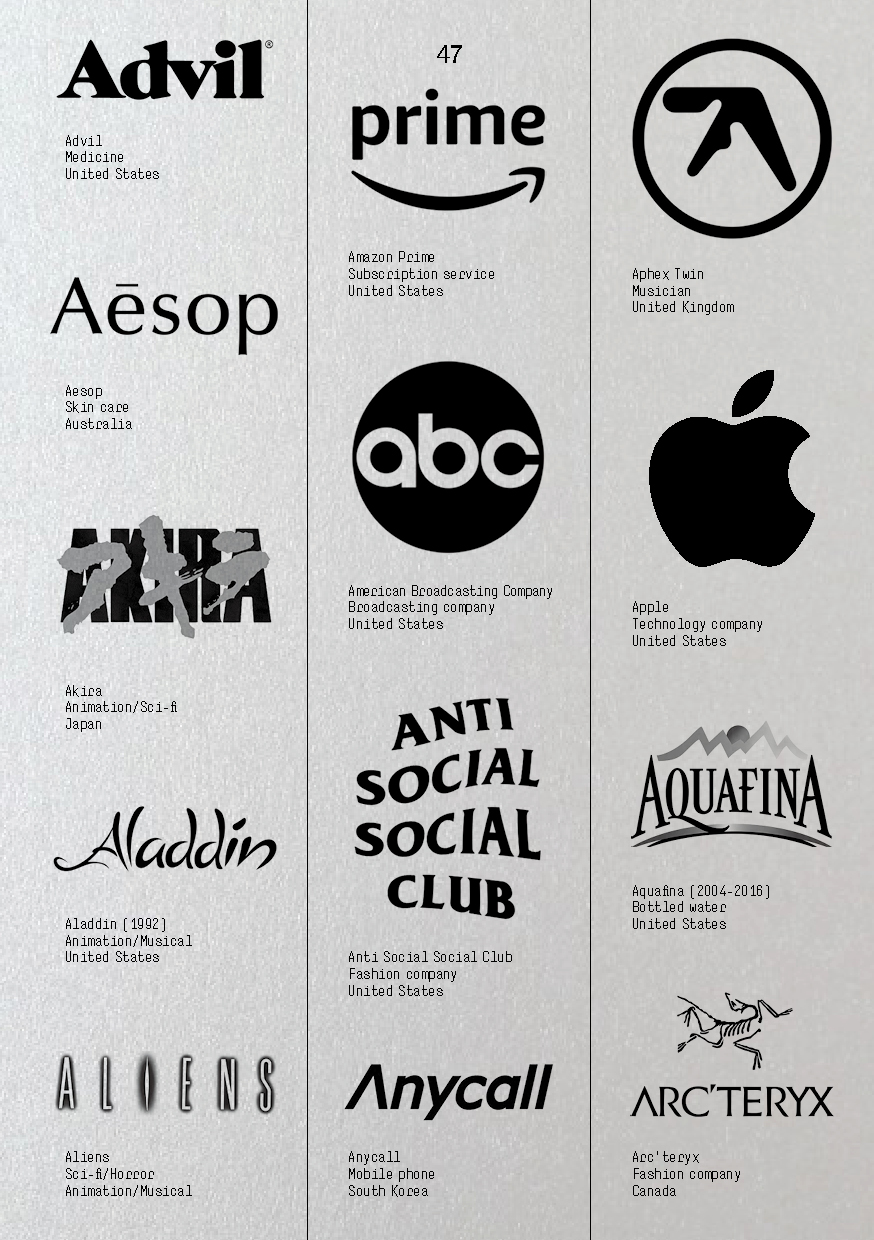 Advil®
Advil
Medicine
United States
Aēsop
Aesop
Skin care
Australia
AKIRA
アキラ
Akira
Animation/Sci-fi
Japan
Aladdin
Aladdin (1992)
Animation/Musical
United States
ALIENS
Aliens
Sci-fi/Horror
Animation/Musical
47
prime
Amazon Prime
Subscription service
United States
abc
American Broadcasting Company
Broadcasting company
United States
ANTI
SOCIAL
SOCIAL
CLUB
Anti Social Social Club
Fashion company
United States
Anycall
Anycall
Mobile phone
South Korea
Aphex Twin
Musician
United Kingdom
Apple
Technology company
United States
AQUAFINA
Aquafina (2004-2016)
Bottled water
United States
ARC'TERYX
Arc'teryx
Fashion company
Canada